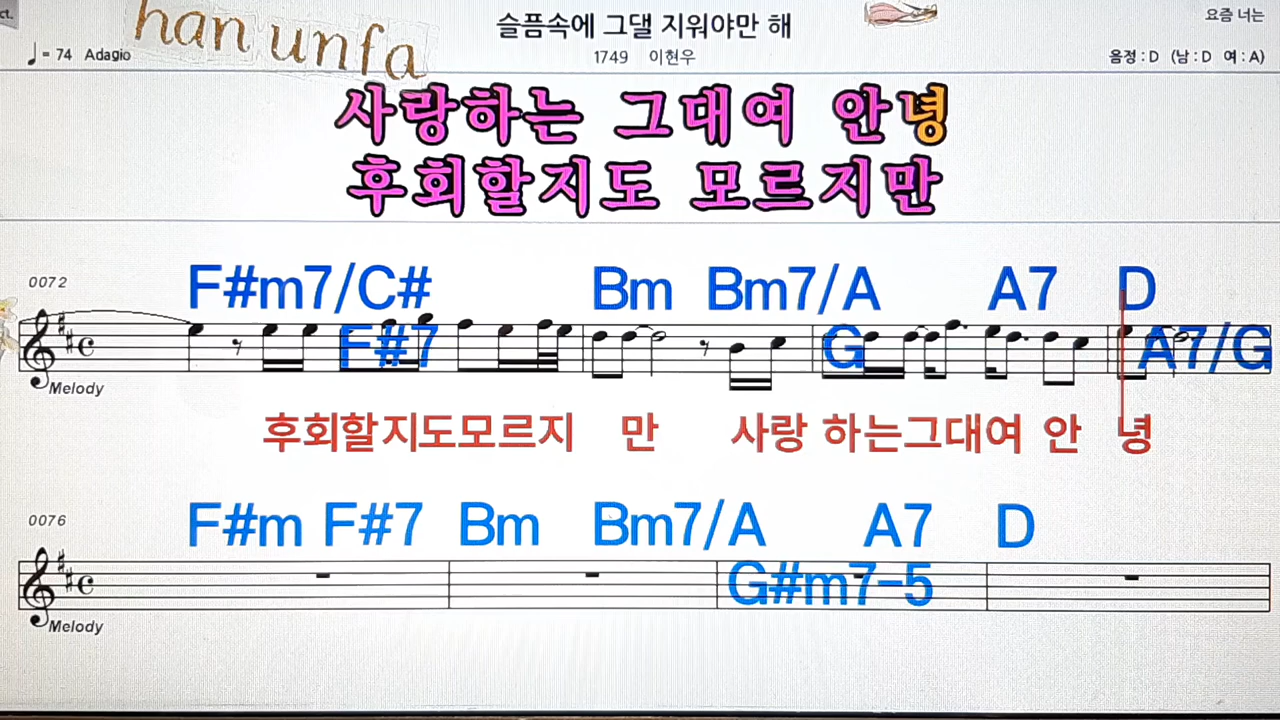 ct.
han unfa
슬픔속에 그댈 지워야만 해
요즘 너는
♩= 74 Adagio
1749 이현우
음정 : D (남 : D 여 : A)
사랑하는 그대여 안녕
후회할지도 모르지만
0072
F#m7/C# Bm Bm7/A A7 D
F#7 G A7/G
Melody
후회할지도모르지 만 사랑 하는그대여 안 녕
0076
F#m F#7 Bm Bm7/A A7 D
G#m7-5
Melody